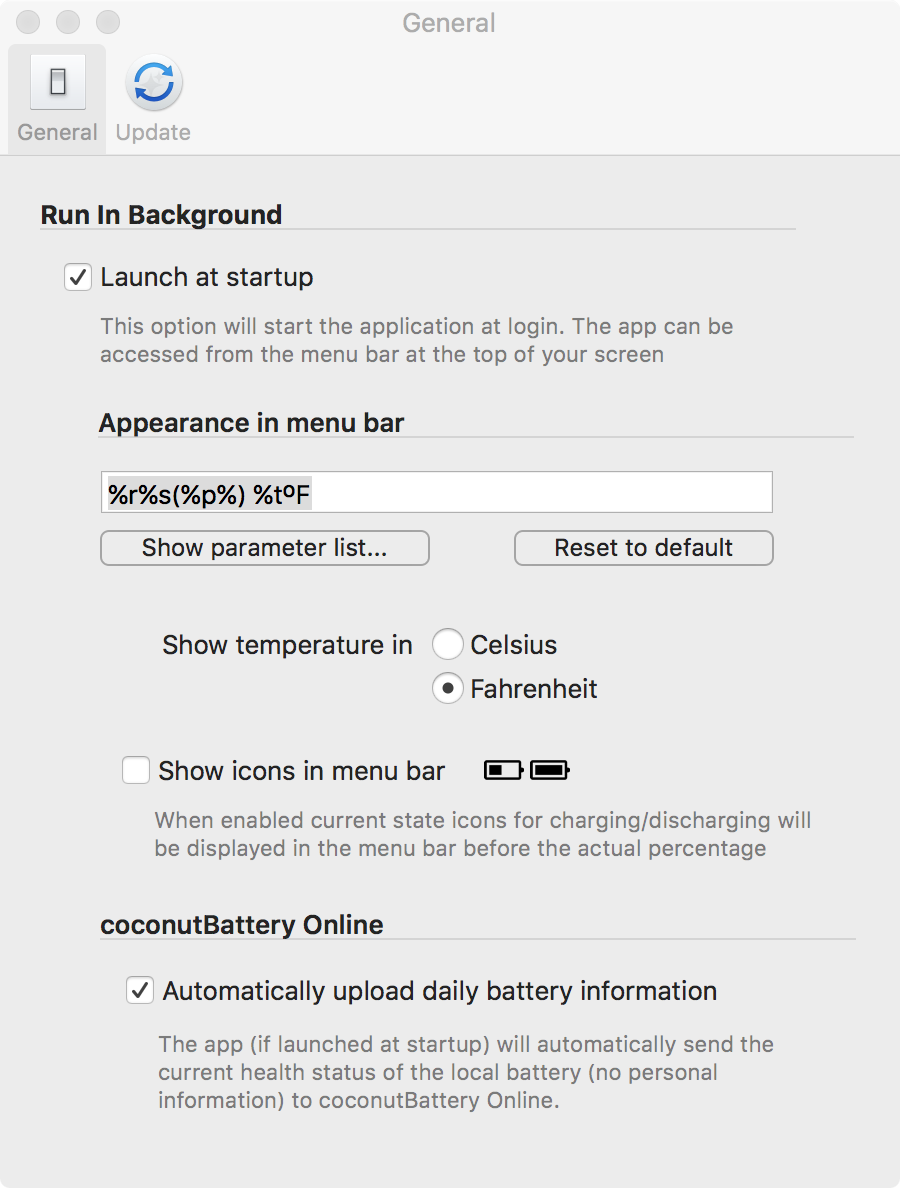 General
General
Update
Run In Background
Launch at startup
This option will start the application at login. The app can be
accessed from the menu bar at the top of your screen
Appearance in menu bar
%r%s(%p%) %tºF
Show parameter list...
Reset to default
Show temperature in
Celsius
Fahrenheit
Show icons in menu bar
When enabled current state icons for charging/discharging will
be displayed in the menu bar before the actual percentage
coconutBattery Online
Automatically upload daily battery information
The app (if launched at startup) will automatically send the
current health status of the local battery (no personal
information) to coconutBattery Online.